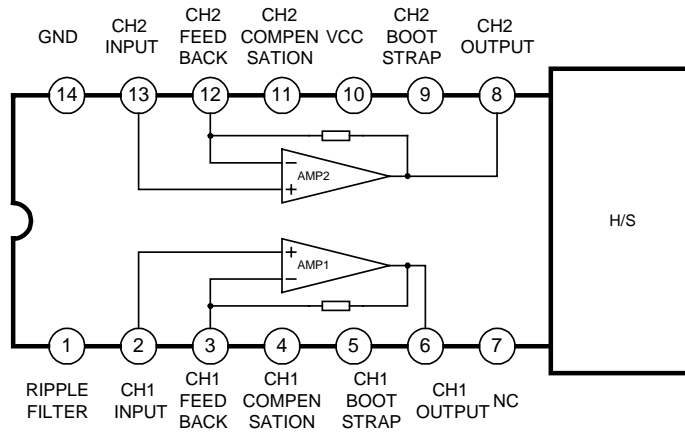 GND
CH2
INPUT
CH2
FEED
BACK
CH2
COMPEN
SATION
VCC
CH2
BOOT
STRAP
CH2
OUTPUT
14
13
12
11
10
9
8
AMP2
H/S
AMP1
1
2
3
4
5
6
7
RIPPLE
FILTER
CH1
INPUT
CH1
FEED
BACK
CH1
COMPEN
SATION
CH1
BOOT
STRAP
CH1
OUTPUT
NC